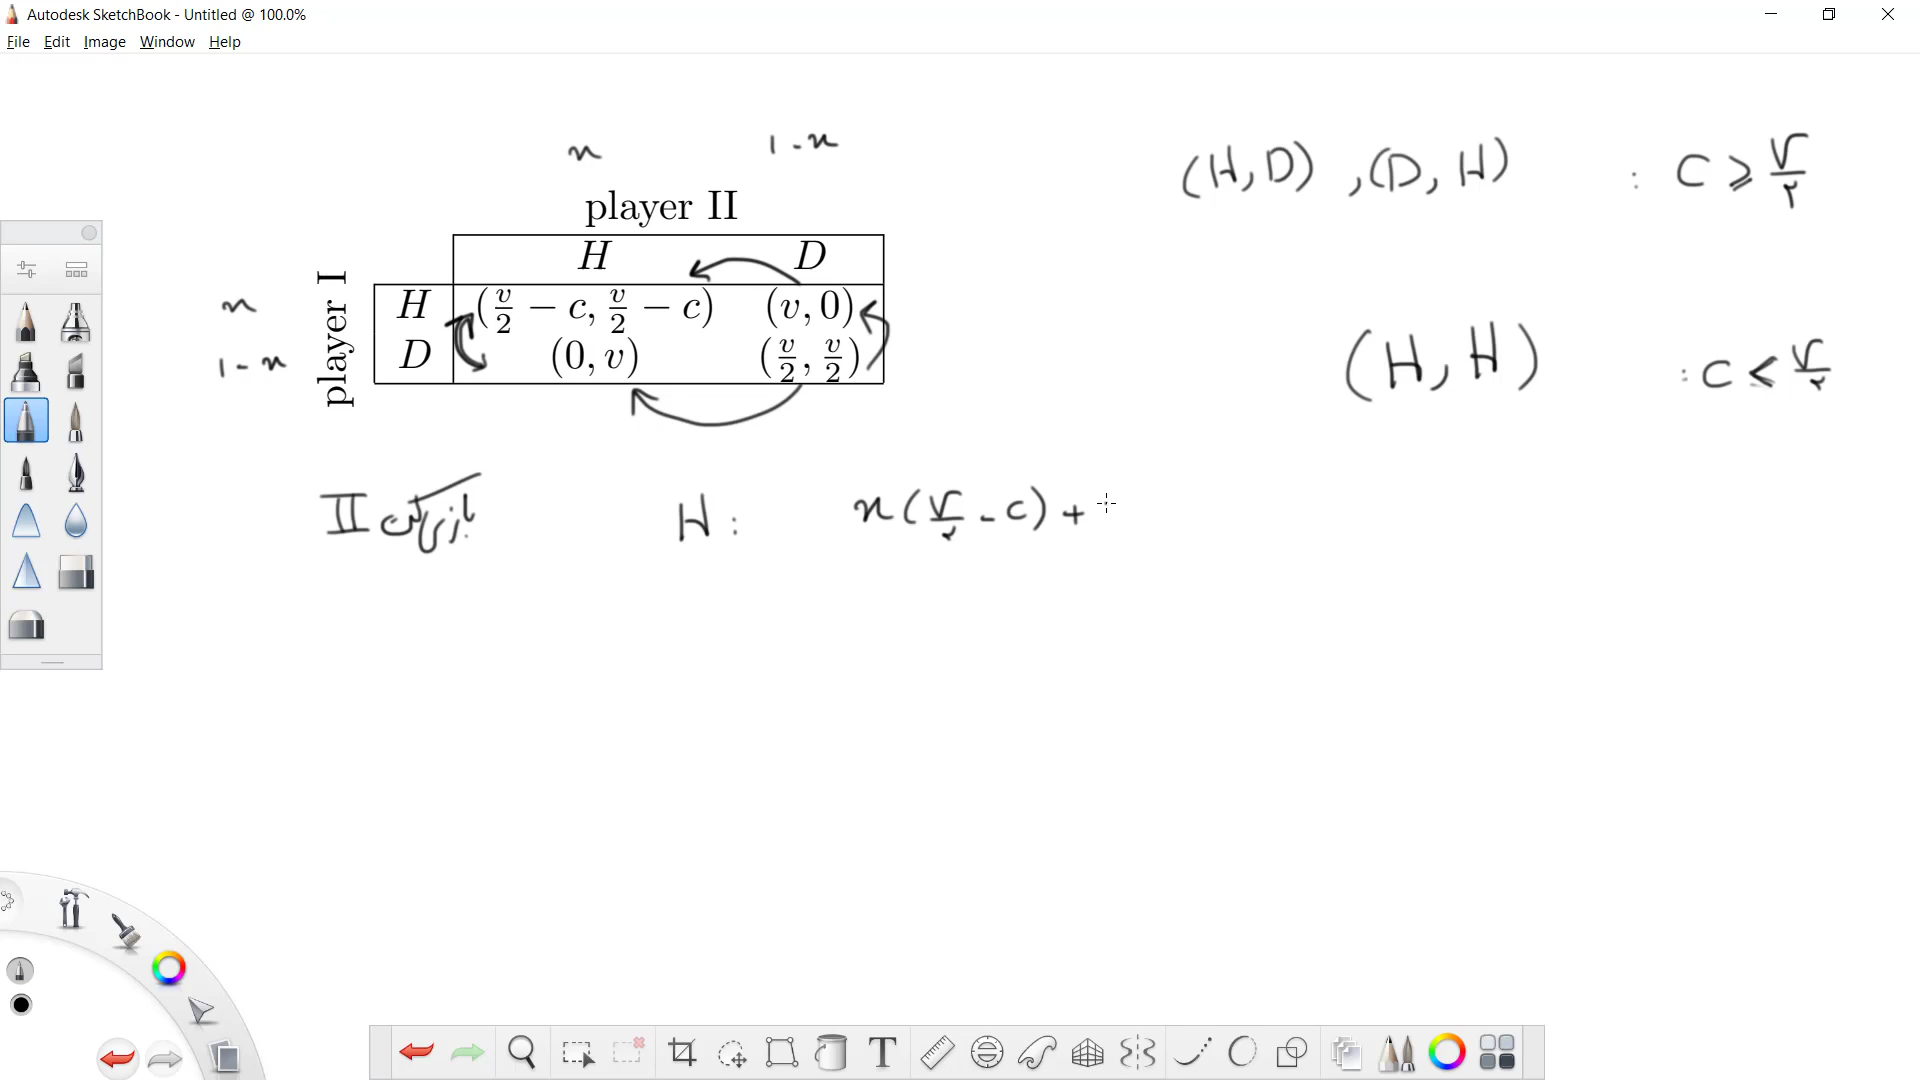 Autodesk SketchBook - Untitled @ 100.0%
File Edit Image Window Help
x 1-x
(H, D) , (D, H) : C ⩾ v/۲
player II
H D
player I
x H (v/2 − c, v/2 − c) (v, 0)
1-x D (0, v) (v/2, v/2)
(H, H) : C < v/۲
بازیکن II H : x(v/۲ - c) +
T